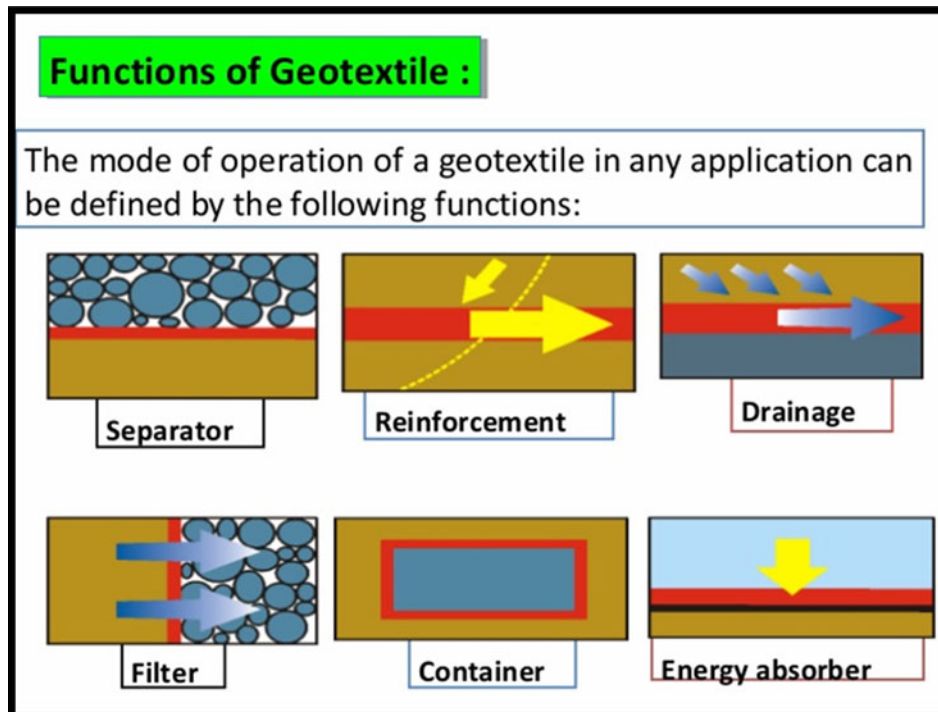 Functions of Geotextile :
The mode of operation of a geotextile in any application can
be defined by the following functions:
Separator
Reinforcement
Drainage
Filter
Container
Energy absorber